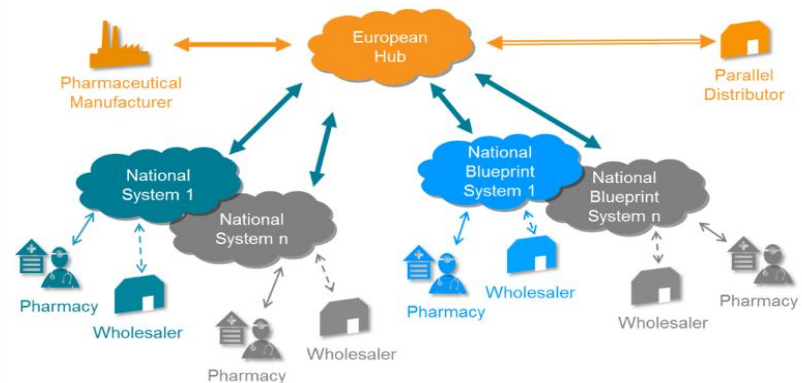 European
Hub
Pharmaceutical
Manufacturer
Parallel
Distributor
National
System 1
National
System n
National
Blueprint
System 1
National
Blueprint
System n
Pharmacy
Wholesaler
Pharmacy
Wholesaler
Pharmacy
Wholesaler
Wholesaler
Pharmacy